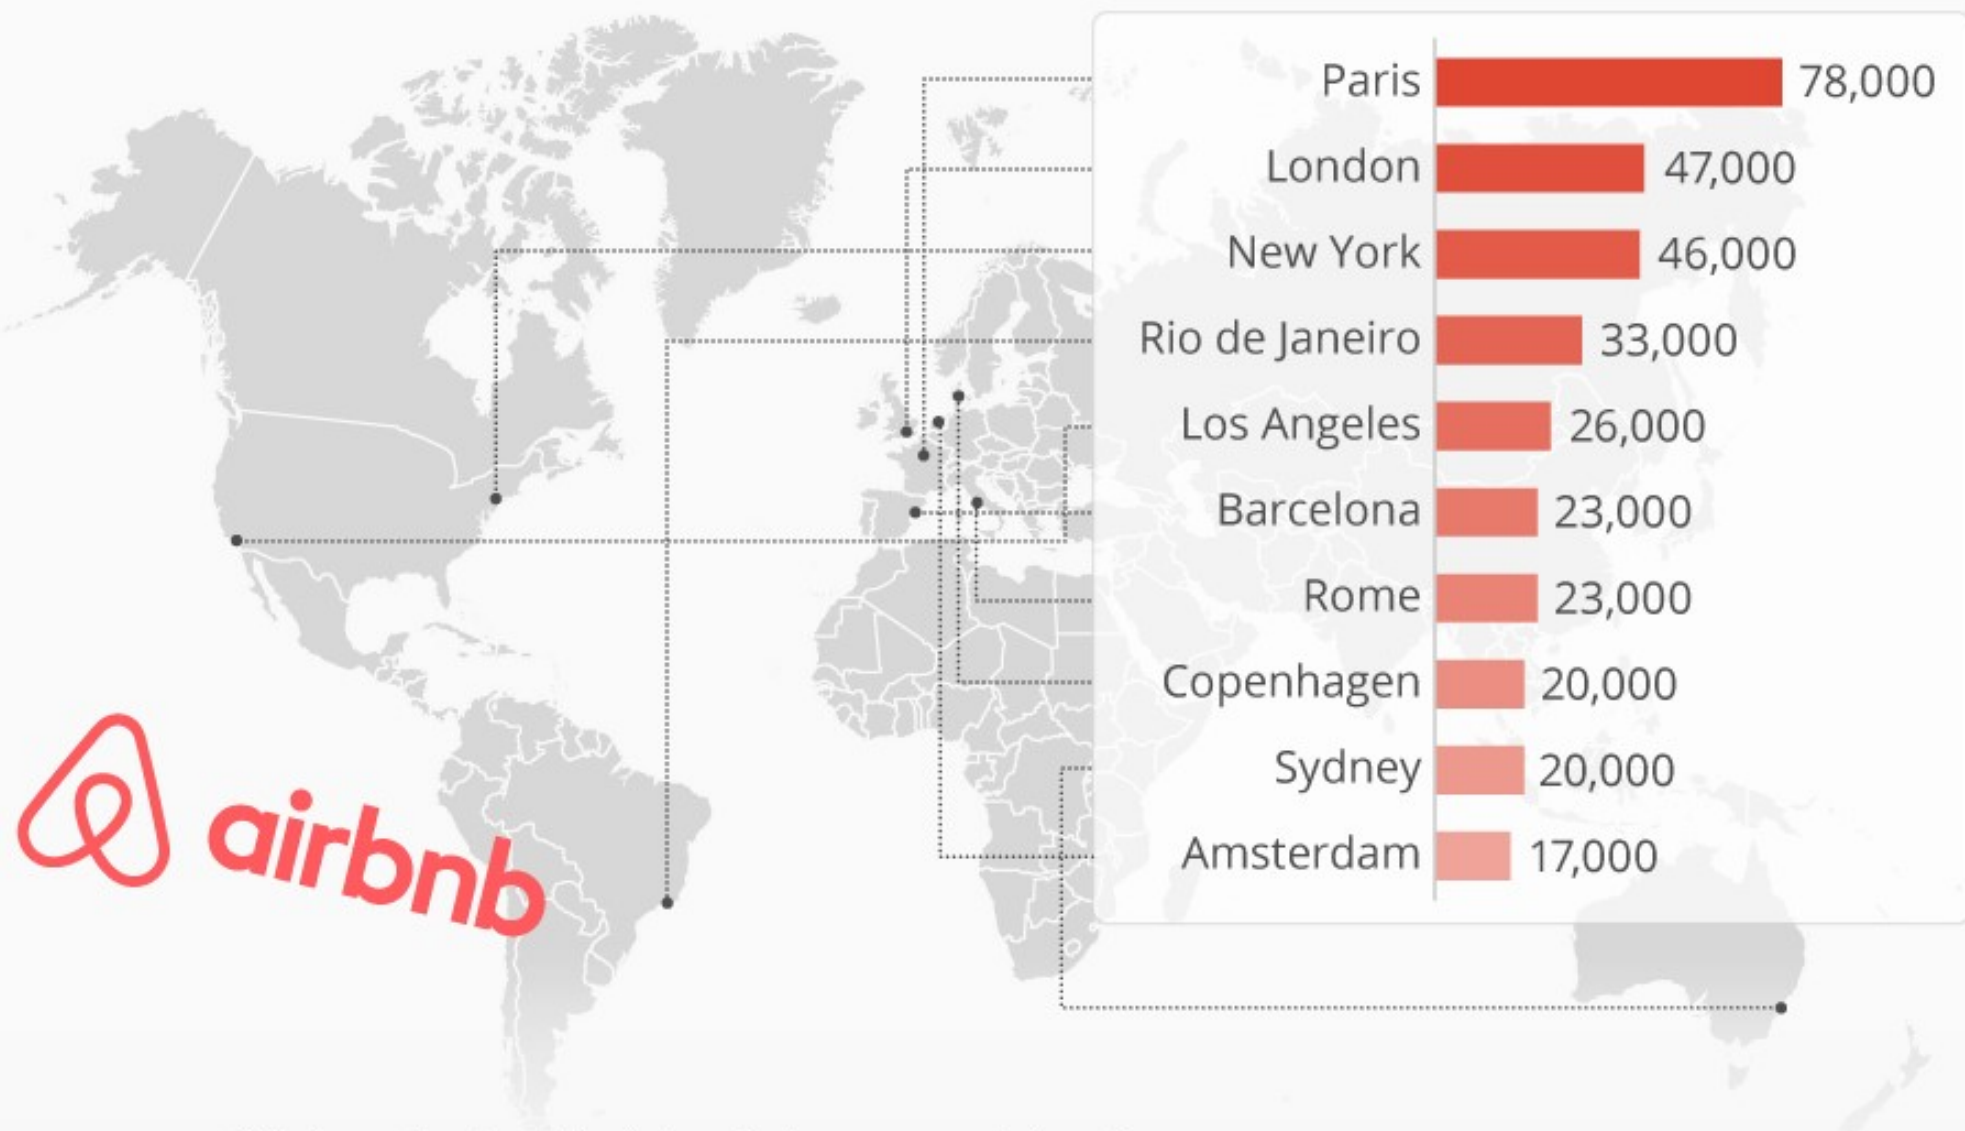 Paris 78,000
London 47,000
New York 46,000
Rio de Janeiro 33,000
Los Angeles 26,000
Barcelona 23,000
Rome 23,000
Copenhagen 20,000
Sydney 20,000
Amsterdam 17,000
airbnb